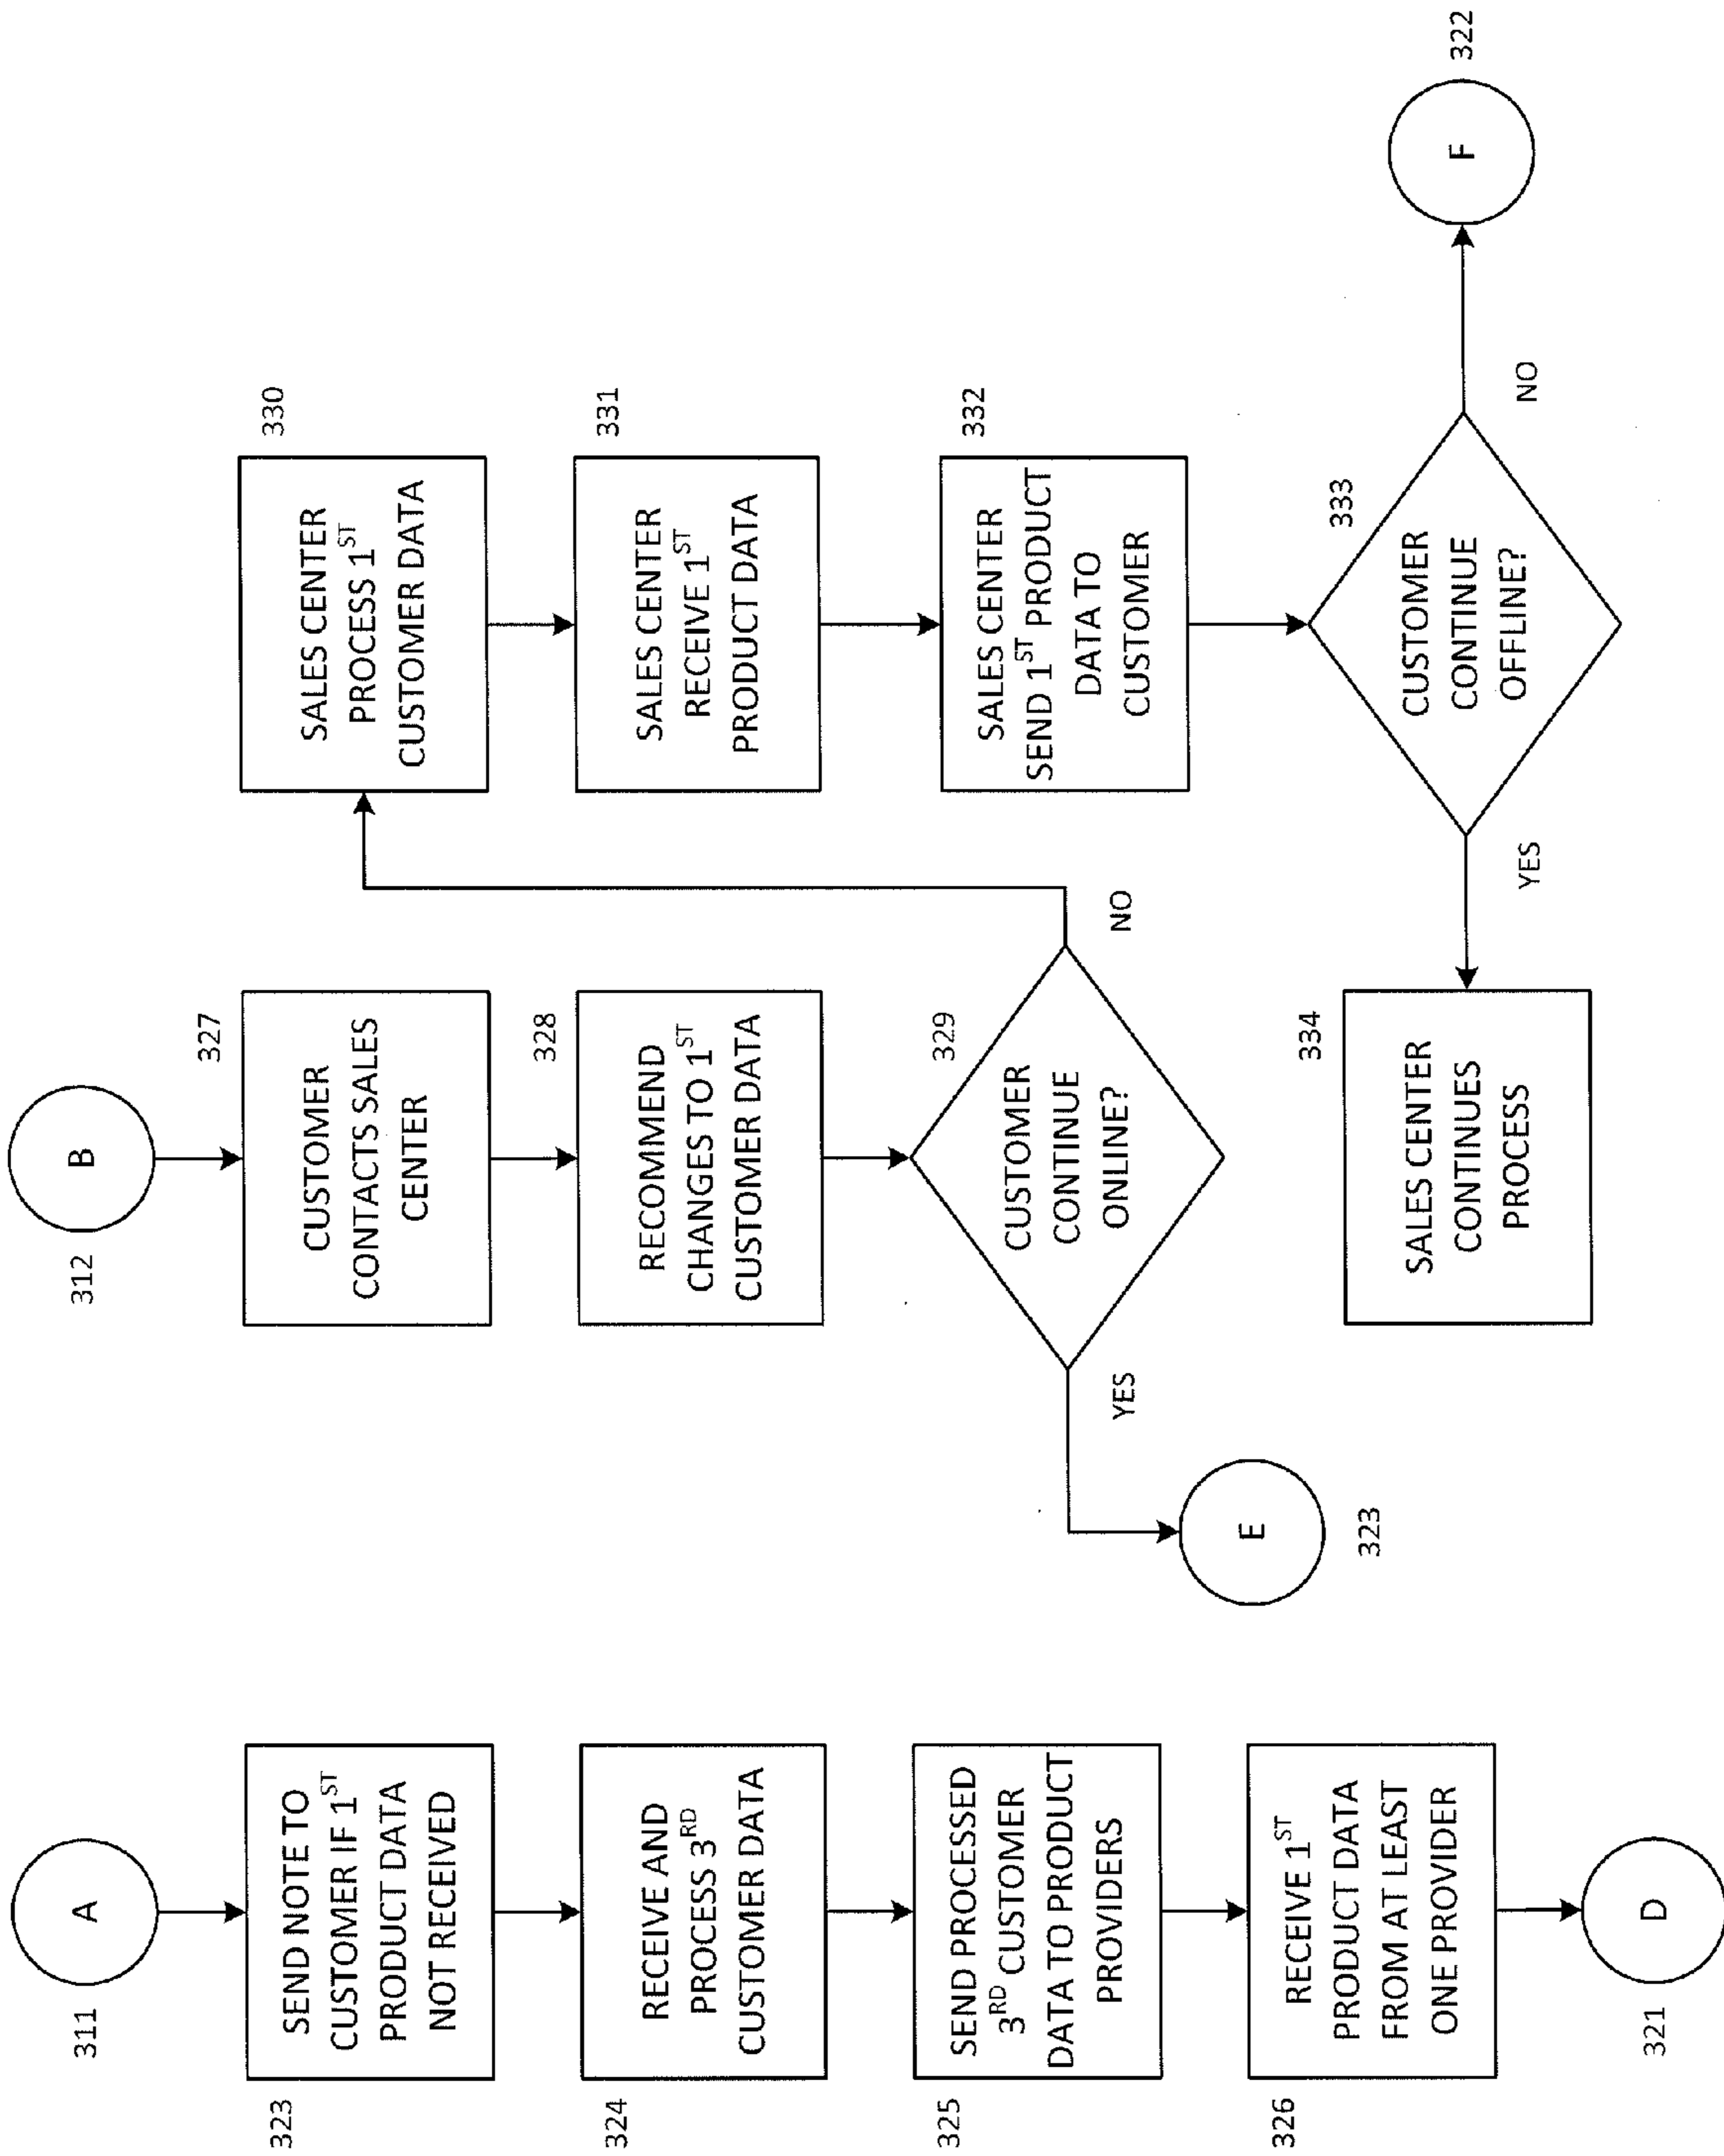 311
A
323
SEND NOTE TO
CUSTOMER IF 1ST
PRODUCT DATA
NOT RECEIVED
324
RECEIVE AND
PROCESS 3RD
CUSTOMER DATA
325
SEND PROCESSED
3RD CUSTOMER
DATA TO PRODUCT
PROVIDERS
326
RECEIVE 1ST
PRODUCT DATA
FROM AT LEAST
ONE PROVIDER
321
D
312
B
327
CUSTOMER
CONTACTS SALES
CENTER
328
RECOMMEND
CHANGES TO 1ST
CUSTOMER DATA
329
CUSTOMER
CONTINUE
ONLINE?
YES
NO
E
323
330
SALES CENTER
PROCESS 1ST
CUSTOMER DATA
331
SALES CENTER
RECEIVE 1ST
PRODUCT DATA
332
SALES CENTER
SEND 1ST PRODUCT
DATA TO
CUSTOMER
333
CUSTOMER
CONTINUE
OFFLINE?
YES
NO
334
SALES CENTER
CONTINUES
PROCESS
F
322